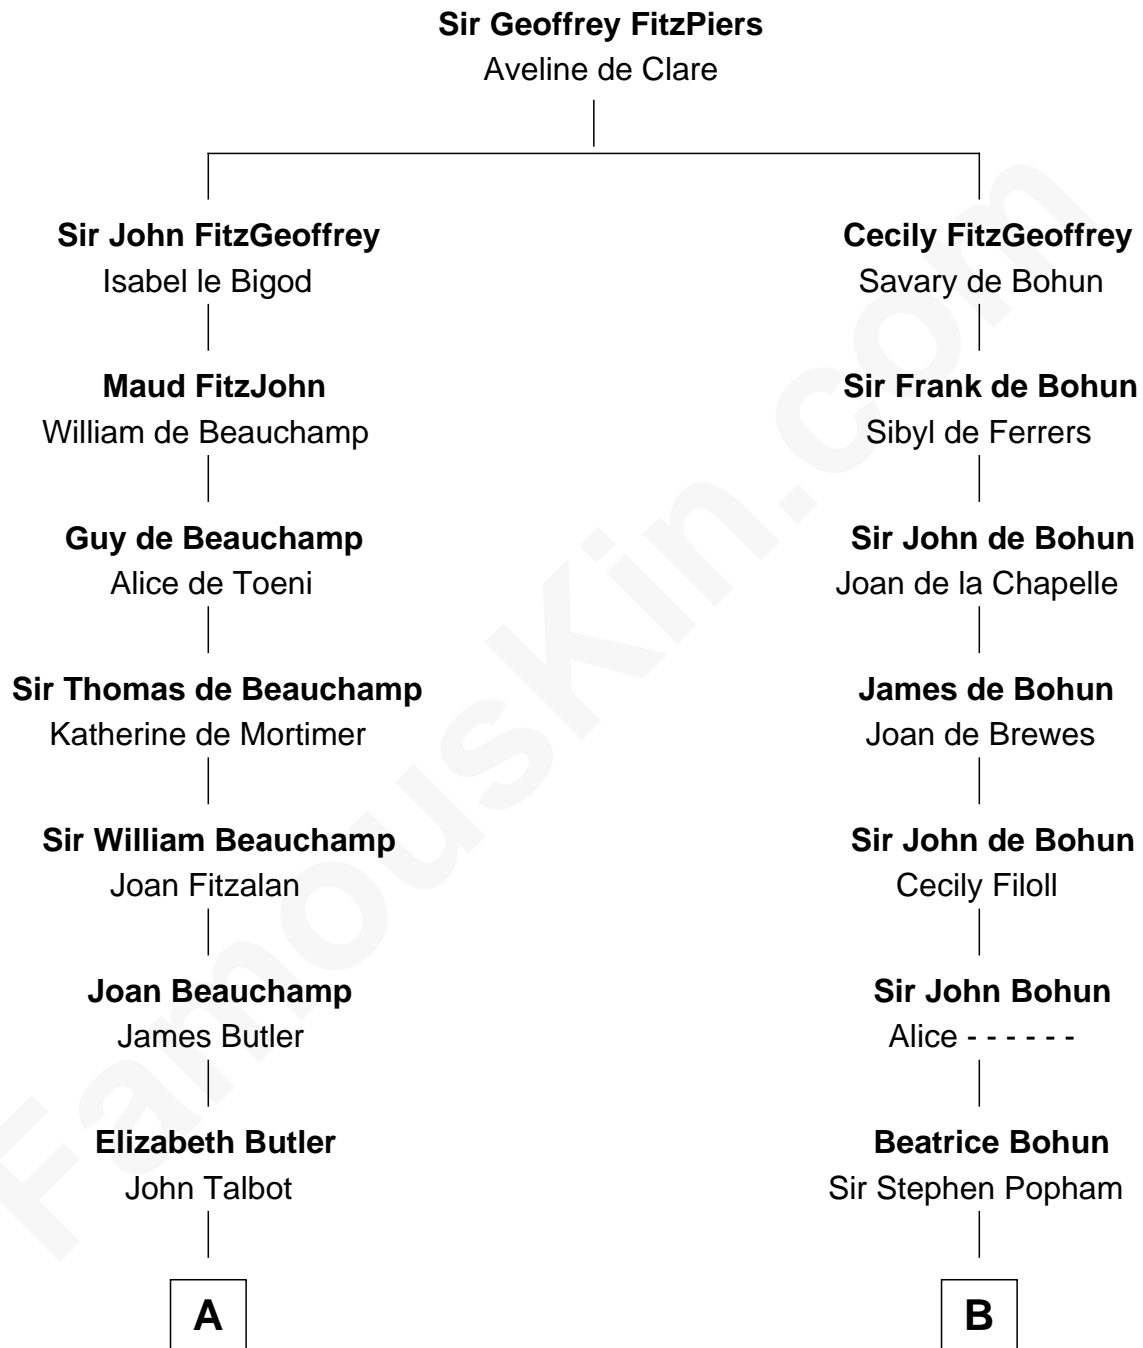 Sir Geoffrey FitzPiers
Aveline de Clare
Sir John FitzGeoffrey
Isabel le Bigod
Maud FitzJohn
William de Beauchamp
Guy de Beauchamp
Alice de Toeni
Sir Thomas de Beauchamp
Katherine de Mortimer
Sir William Beauchamp
Joan Fitzalan
Joan Beauchamp
James Butler
Elizabeth Butler
John Talbot
A
Cecily FitzGeoffrey
Savary de Bohun
Sir Frank de Bohun
Sibyl de Ferrers
Sir John de Bohun
Joan de la Chapelle
James de Bohun
Joan de Brewes
Sir John de Bohun
Cecily Filoll
Sir John Bohun
Alice - - - - - -
Beatrice Bohun
Sir Stephen Popham
B
FamousKin.com